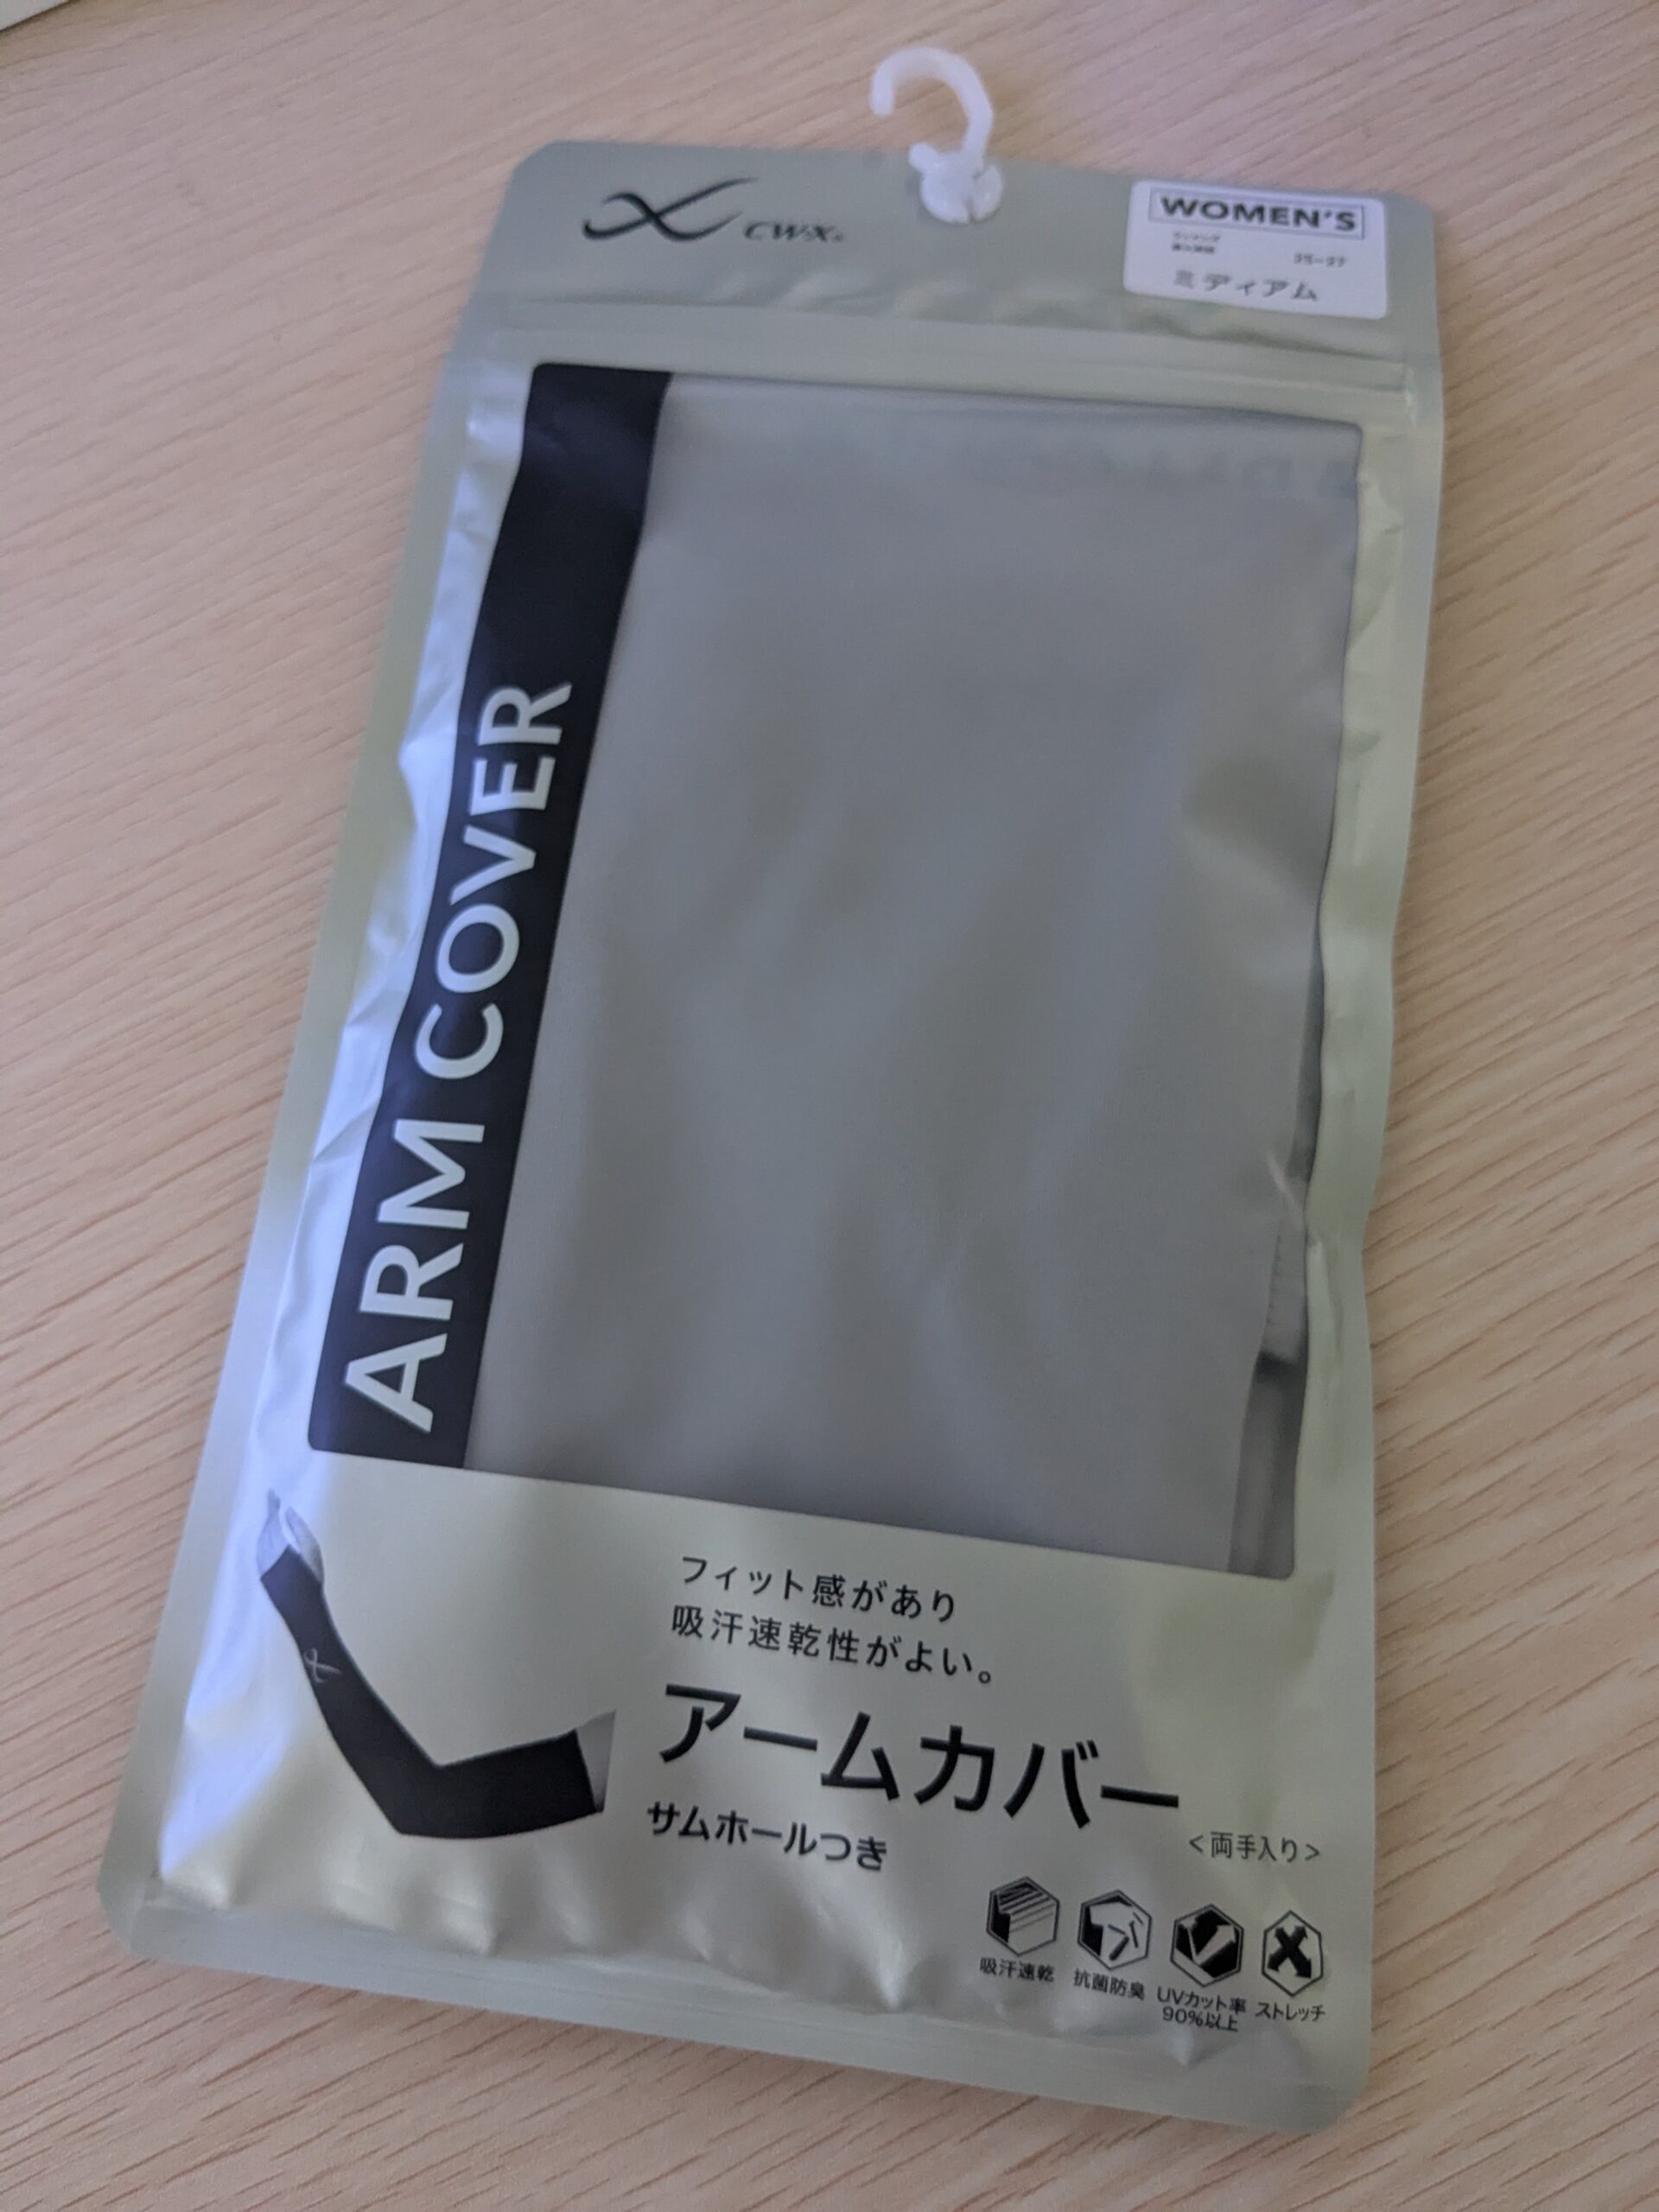 CW-X
WOMEN'S
ミディアム
ARM COVER
フィット感があり
吸汗速乾性がよい。
アームカバー
<両手入り>
サムホールつき
吸汗速乾
抗菌防臭
UVカット率
90%以上
ストレッチ